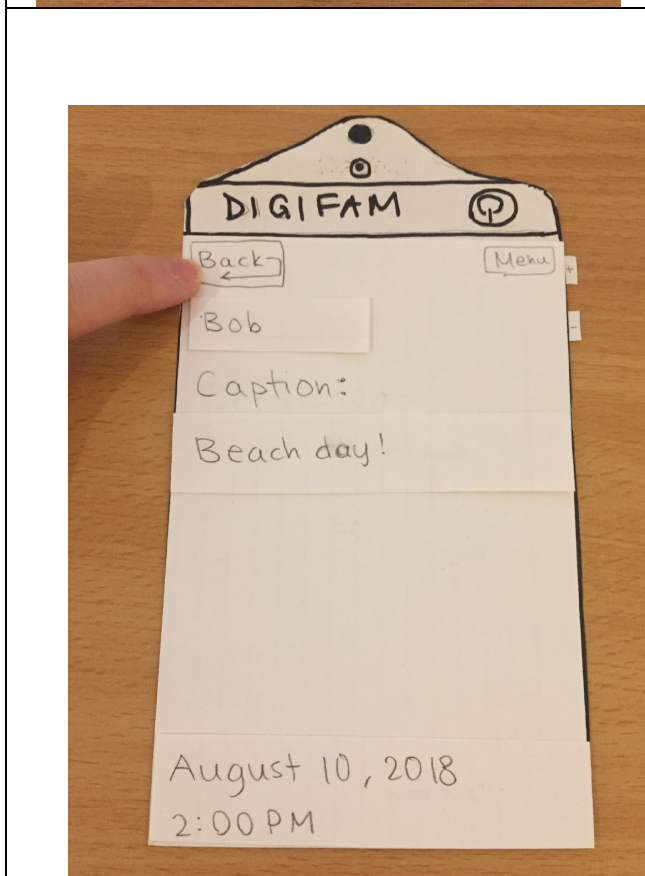 DIGIFAM
Back
Menu
+
Bob
-
Caption:
Beach day!
August 10, 2018
2:00 PM